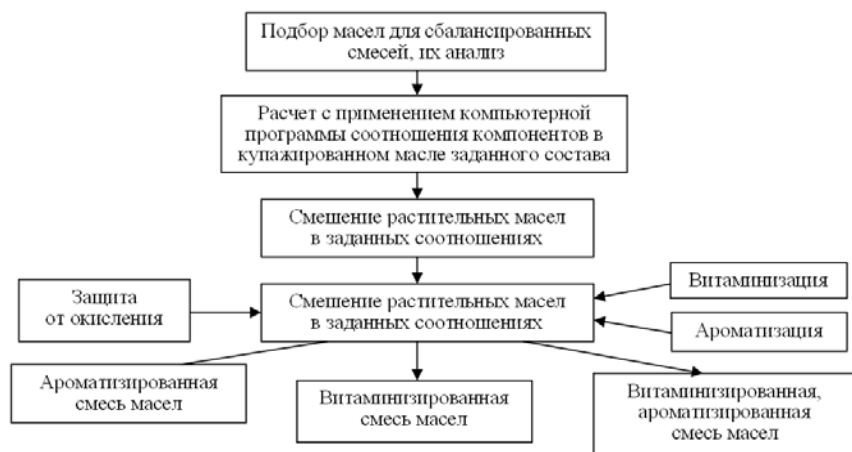 Подбор масел для сбалансированных
смесей, их анализ
Расчет с применением компьютерной
программы соотношения компонентов в
купажированном масле заданного состава
Смешение растительных масел
в заданных соотношениях
Защита
от окисления
Смешение растительных масел
в заданных соотношениях
Витаминизация
Ароматизация
Ароматизированная
смесь масел
Витаминизированная
смесь масел
Витаминизированная,
ароматизированная
смесь масел